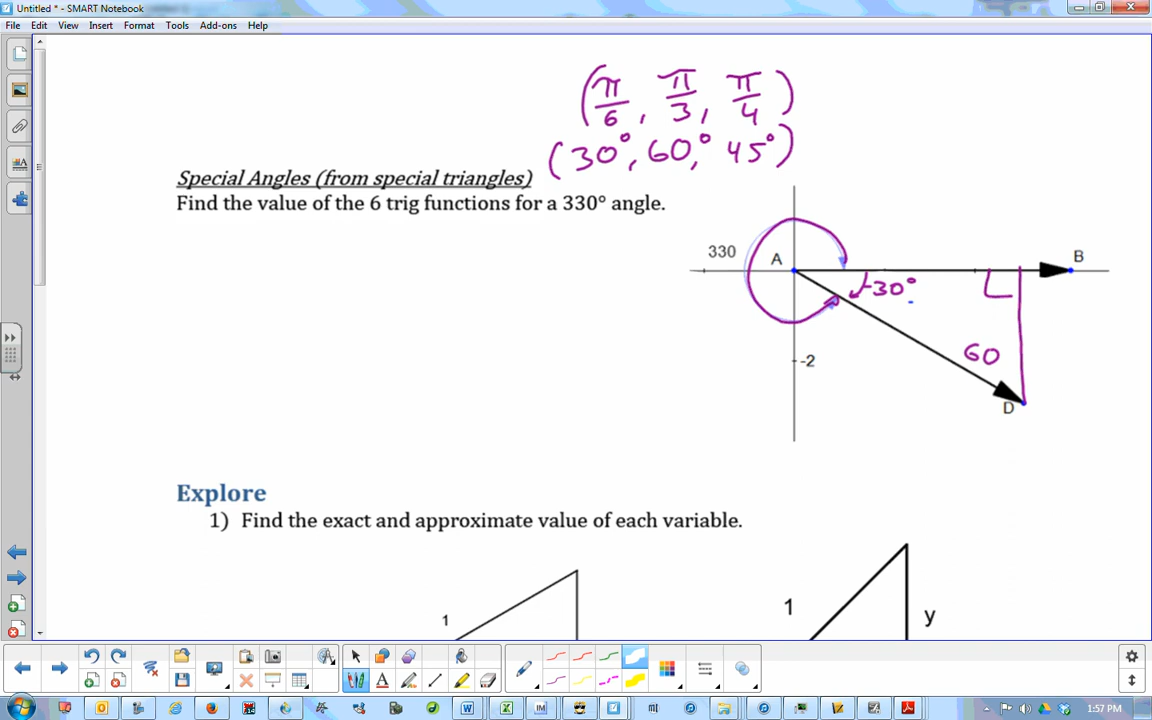 Untitled * - SMART Notebook
File Edit View Insert Format Tools Add-ons Help
(π/6, π/3, π/4)
(30°, 60,° 45°)
Special Angles (from special triangles)
Find the value of the 6 trig functions for a 330° angle.
330
A
B
30°
60
-2
D
Explore
1) Find the exact and approximate value of each variable.
1
1
y
1:57 PM